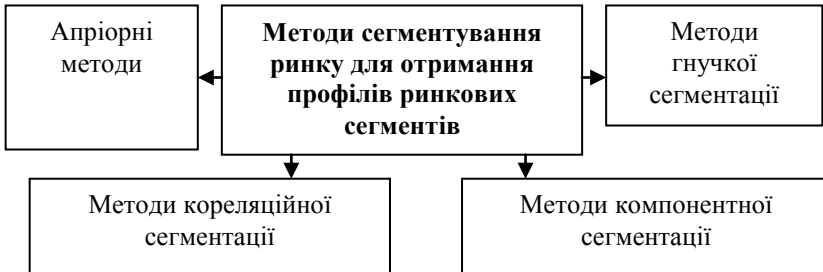 Апріорні
методи
Методи сегментування
ринку для отримання
профілів ринкових
сегментів
Методи
гнучкої
сегментації
Методи кореляційної
сегментації
Методи компонентної
сегментації